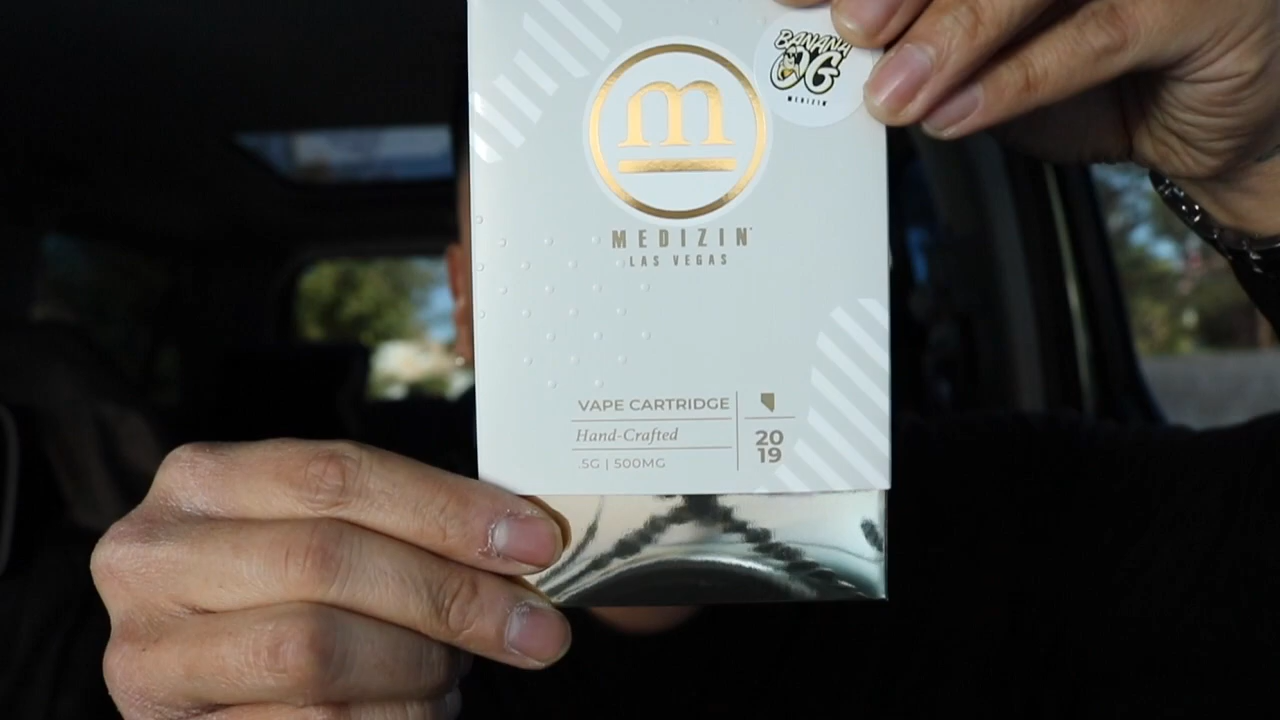 BANANA
OG
MEDIZIN
m
MEDIZIN
LAS VEGAS
VAPE CARTRIDGE
Hand-Crafted
.5G | 500MG
20
19